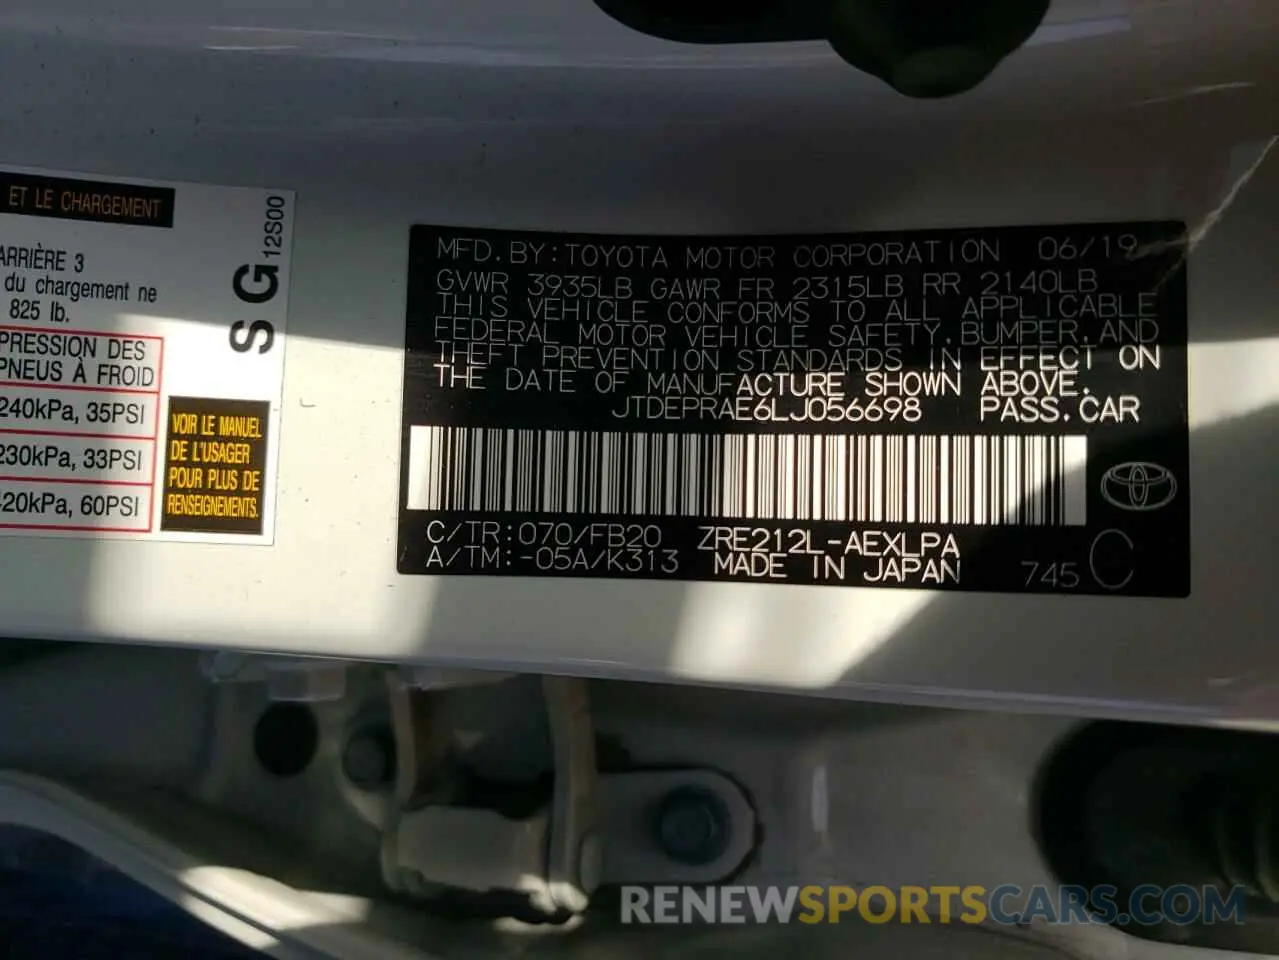 ET LE CHARGEMENT
ARRIÈRE 3
du chargement ne
825 lb.
PRESSION DES
PNEUS À FROID
240kPa, 35PSI
230kPa, 33PSI
420kPa, 60PSI
VOIR LE MANUEL
DE L'USAGER
POUR PLUS DE
RENSEIGNEMENTS.
S G
12S00
MFD.BY:TOYOTA MOTOR CORPORATION 06/19
GVWR 3935LB GAWR FR 2315LB RR 2140LB
THIS VEHICLE CONFORMS TO ALL APPLICABLE
FEDERAL MOTOR VEHICLE SAFETY,BUMPER,AND
THEFT PREVENTION STANDARDS IN EFFECT ON
THE DATE OF MANUFACTURE SHOWN ABOVE.
JTDEPRAE6LJ056698 PASS.CAR
C/TR:070/FB20 ZRE212L-AEXLPA
A/TM:-05A/K313 MADE IN JAPAN 745 C
RENEWSPORTSCARS.COM